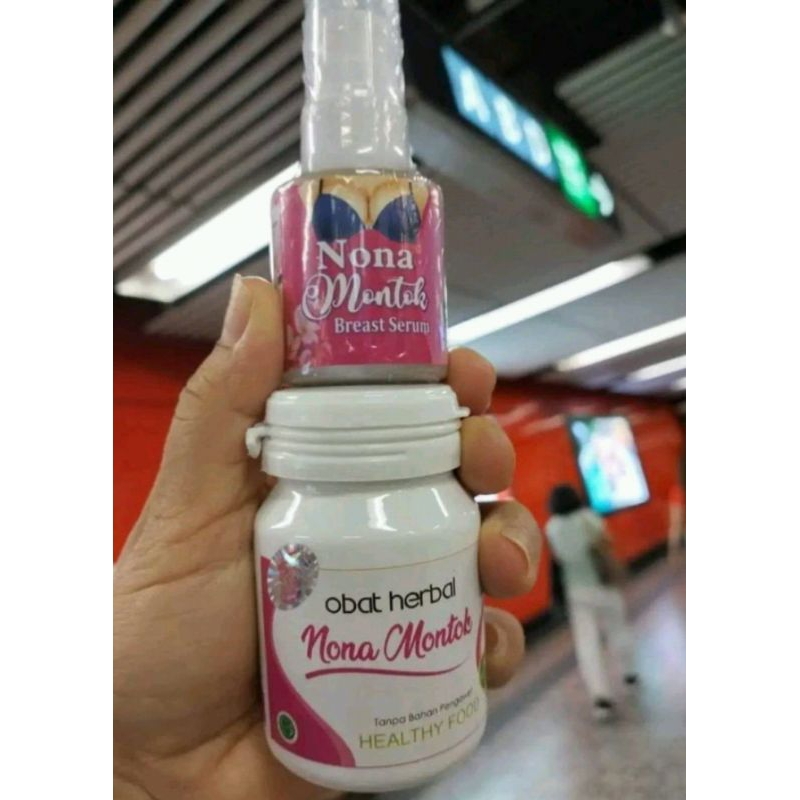 Nona
Montok
Breast Serum
obat herbal
Nona Montok
Tanpa Bahan Pengawet
HEALTHY FOOD